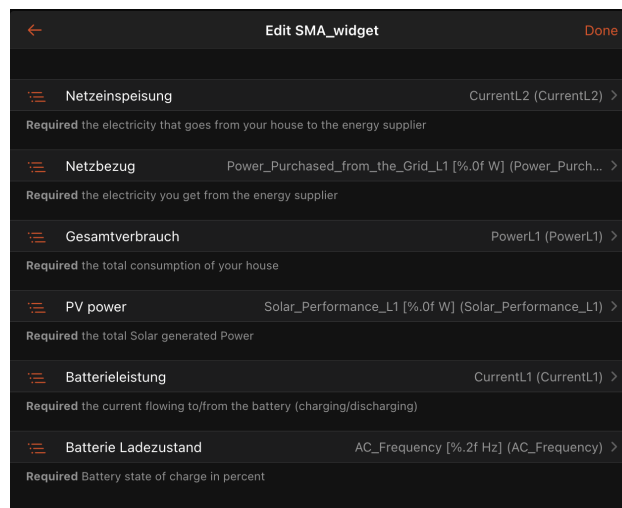 Edit SMA_widget
Done
Netzeinspeisung CurrentL2 (CurrentL2)
Required the electricity that goes from your house to the energy supplier
Netzbezug Power_Purchased_from_the_Grid_L1 [%.0f W] (Power_Purch...
Required the electricity you get from the energy supplier
Gesamtverbrauch PowerL1 (PowerL1)
Required the total consumption of your house
PV power Solar_Performance_L1 [%.0f W] (Solar_Performance_L1)
Required the total Solar generated Power
Batterieleistung CurrentL1 (CurrentL1)
Required the current flowing to/from the battery (charging/discharging)
Batterie Ladezustand AC_Frequency [%.2f Hz] (AC_Frequency)
Required Battery state of charge in percent